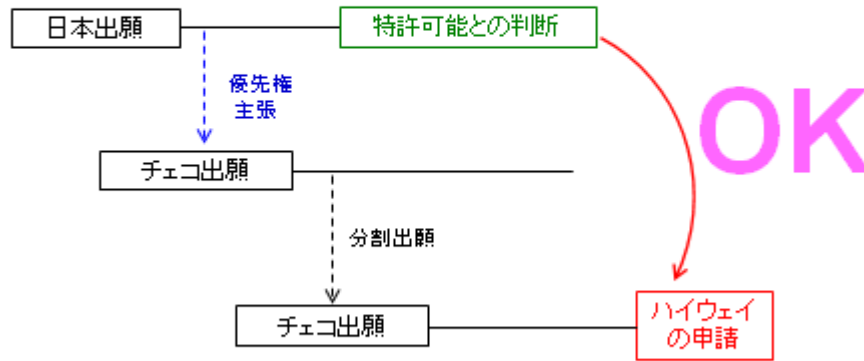 日本出願
特許可能との判断
優先権
主張
OK
チェコ出願
分割出願
チェコ出願
ハイウェイ
の申請